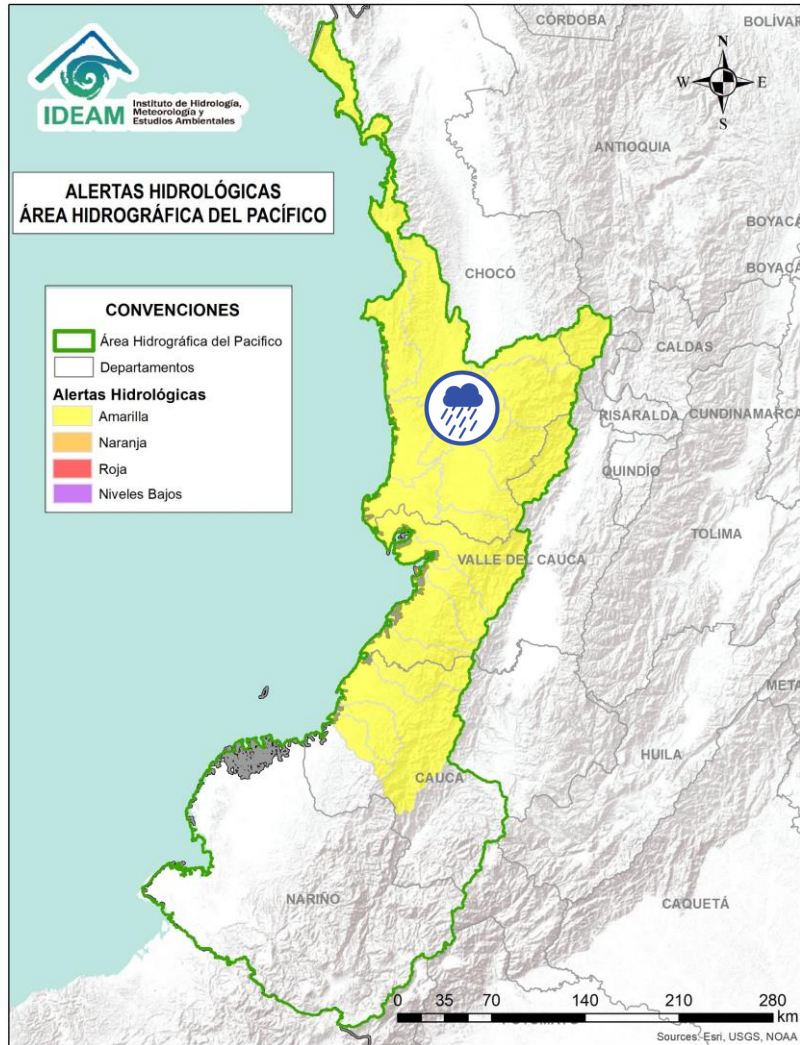 CÓRDOBA
BOLÍVAR
IDEAM
Instituto de Hidrología,
Meteorología y
Estudios Ambientales
N
W
E
S
ANTIOQUIA
ALERTAS HIDROLÓGICAS
ÁREA HIDROGRÁFICA DEL PACÍFICO
BOYACÁ
BOYACÁ
CHOCÓ
CONVENCIONES
Área Hidrográfica del Pacifico
Departamentos
Alertas Hidrológicas
Amarilla
Naranja
Roja
Niveles Bajos
CALDAS
RISARALDA
CUNDINAMARCA
QUINDÍO
TOLIMA
VALLE DEL CAUCA
META
HUILA
CAUCA
NARIÑO
CAQUETÁ
0 35 70 140 210 280
km
Sources: Esri, USGS, NOAA